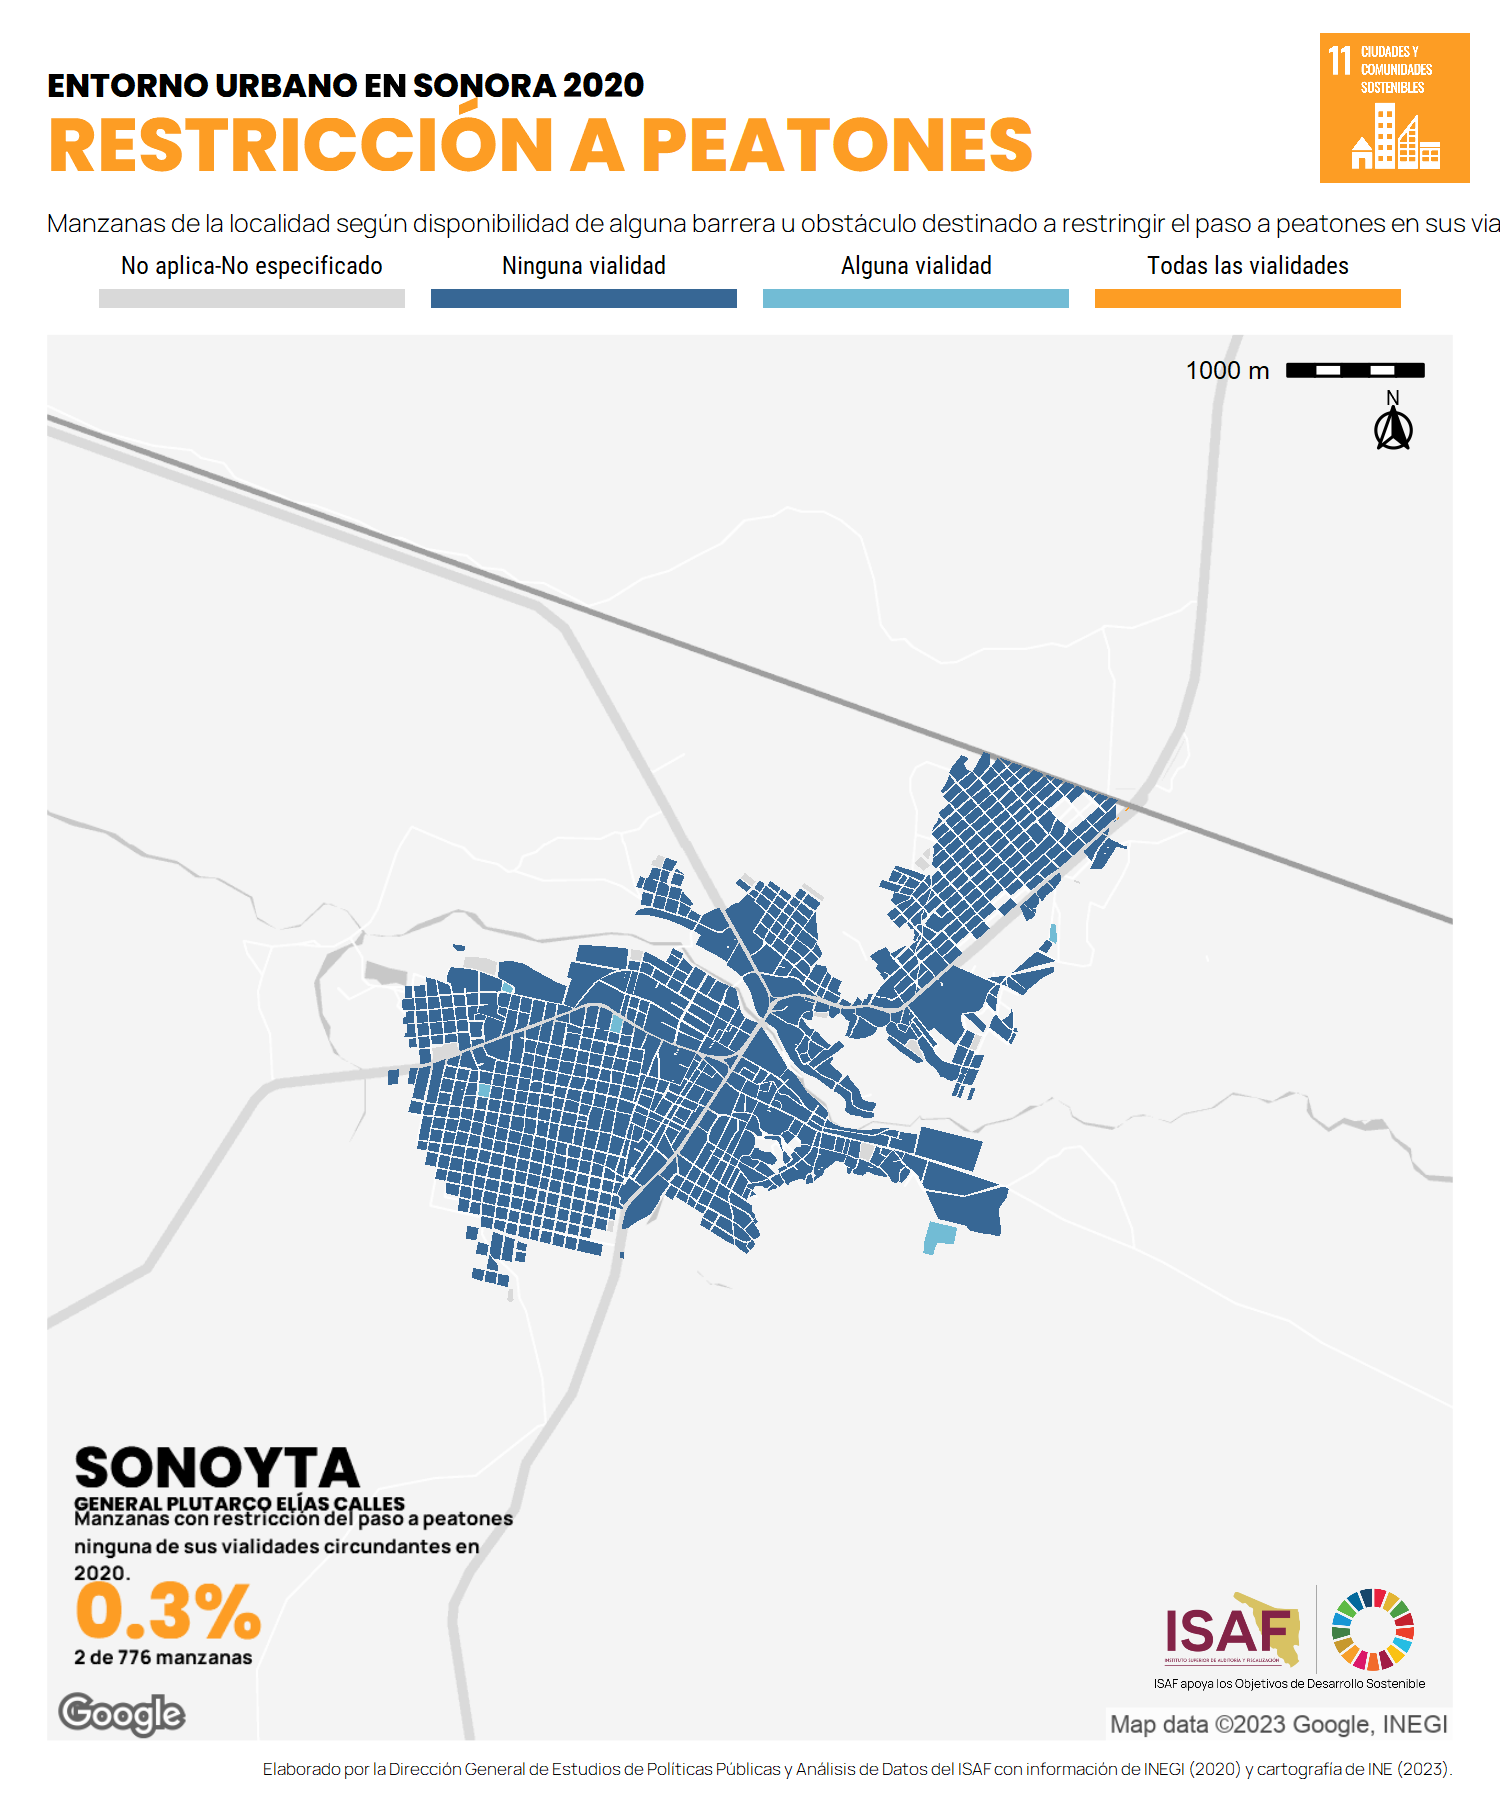 ENTORNO URBANO EN SONORA 2020
RESTRICCIÓN A PEATONES
11 CIUDADES Y
COMUNIDADES
SOSTENIBLES
Manzanas de la localidad según disponibilidad de alguna barrera u obstáculo destinado a restringir el paso a peatones en sus via
No aplica-No especificado
Ninguna vialidad
Alguna vialidad
Todas las vialidades
1000 m
N
SONOYTA
GENERAL PLUTARCO ELÍAS CALLES
Manzanas con restricción del paso a peatones
ninguna de sus vialidades circundantes en
2020.
0.3%
2 de 776 manzanas
Google
ISAF
INSTITUTO SUPERIOR DE AUDITORÍA Y FISCALIZACIÓN
ISAF apoya los Objetivos de Desarrollo Sostenible
Map data ©2023 Google, INEGI
Elaborado por la Dirección General de Estudios de Políticas Públicas y Análisis de Datos del ISAF con información de INEGI (2020) y cartografía de INE (2023).